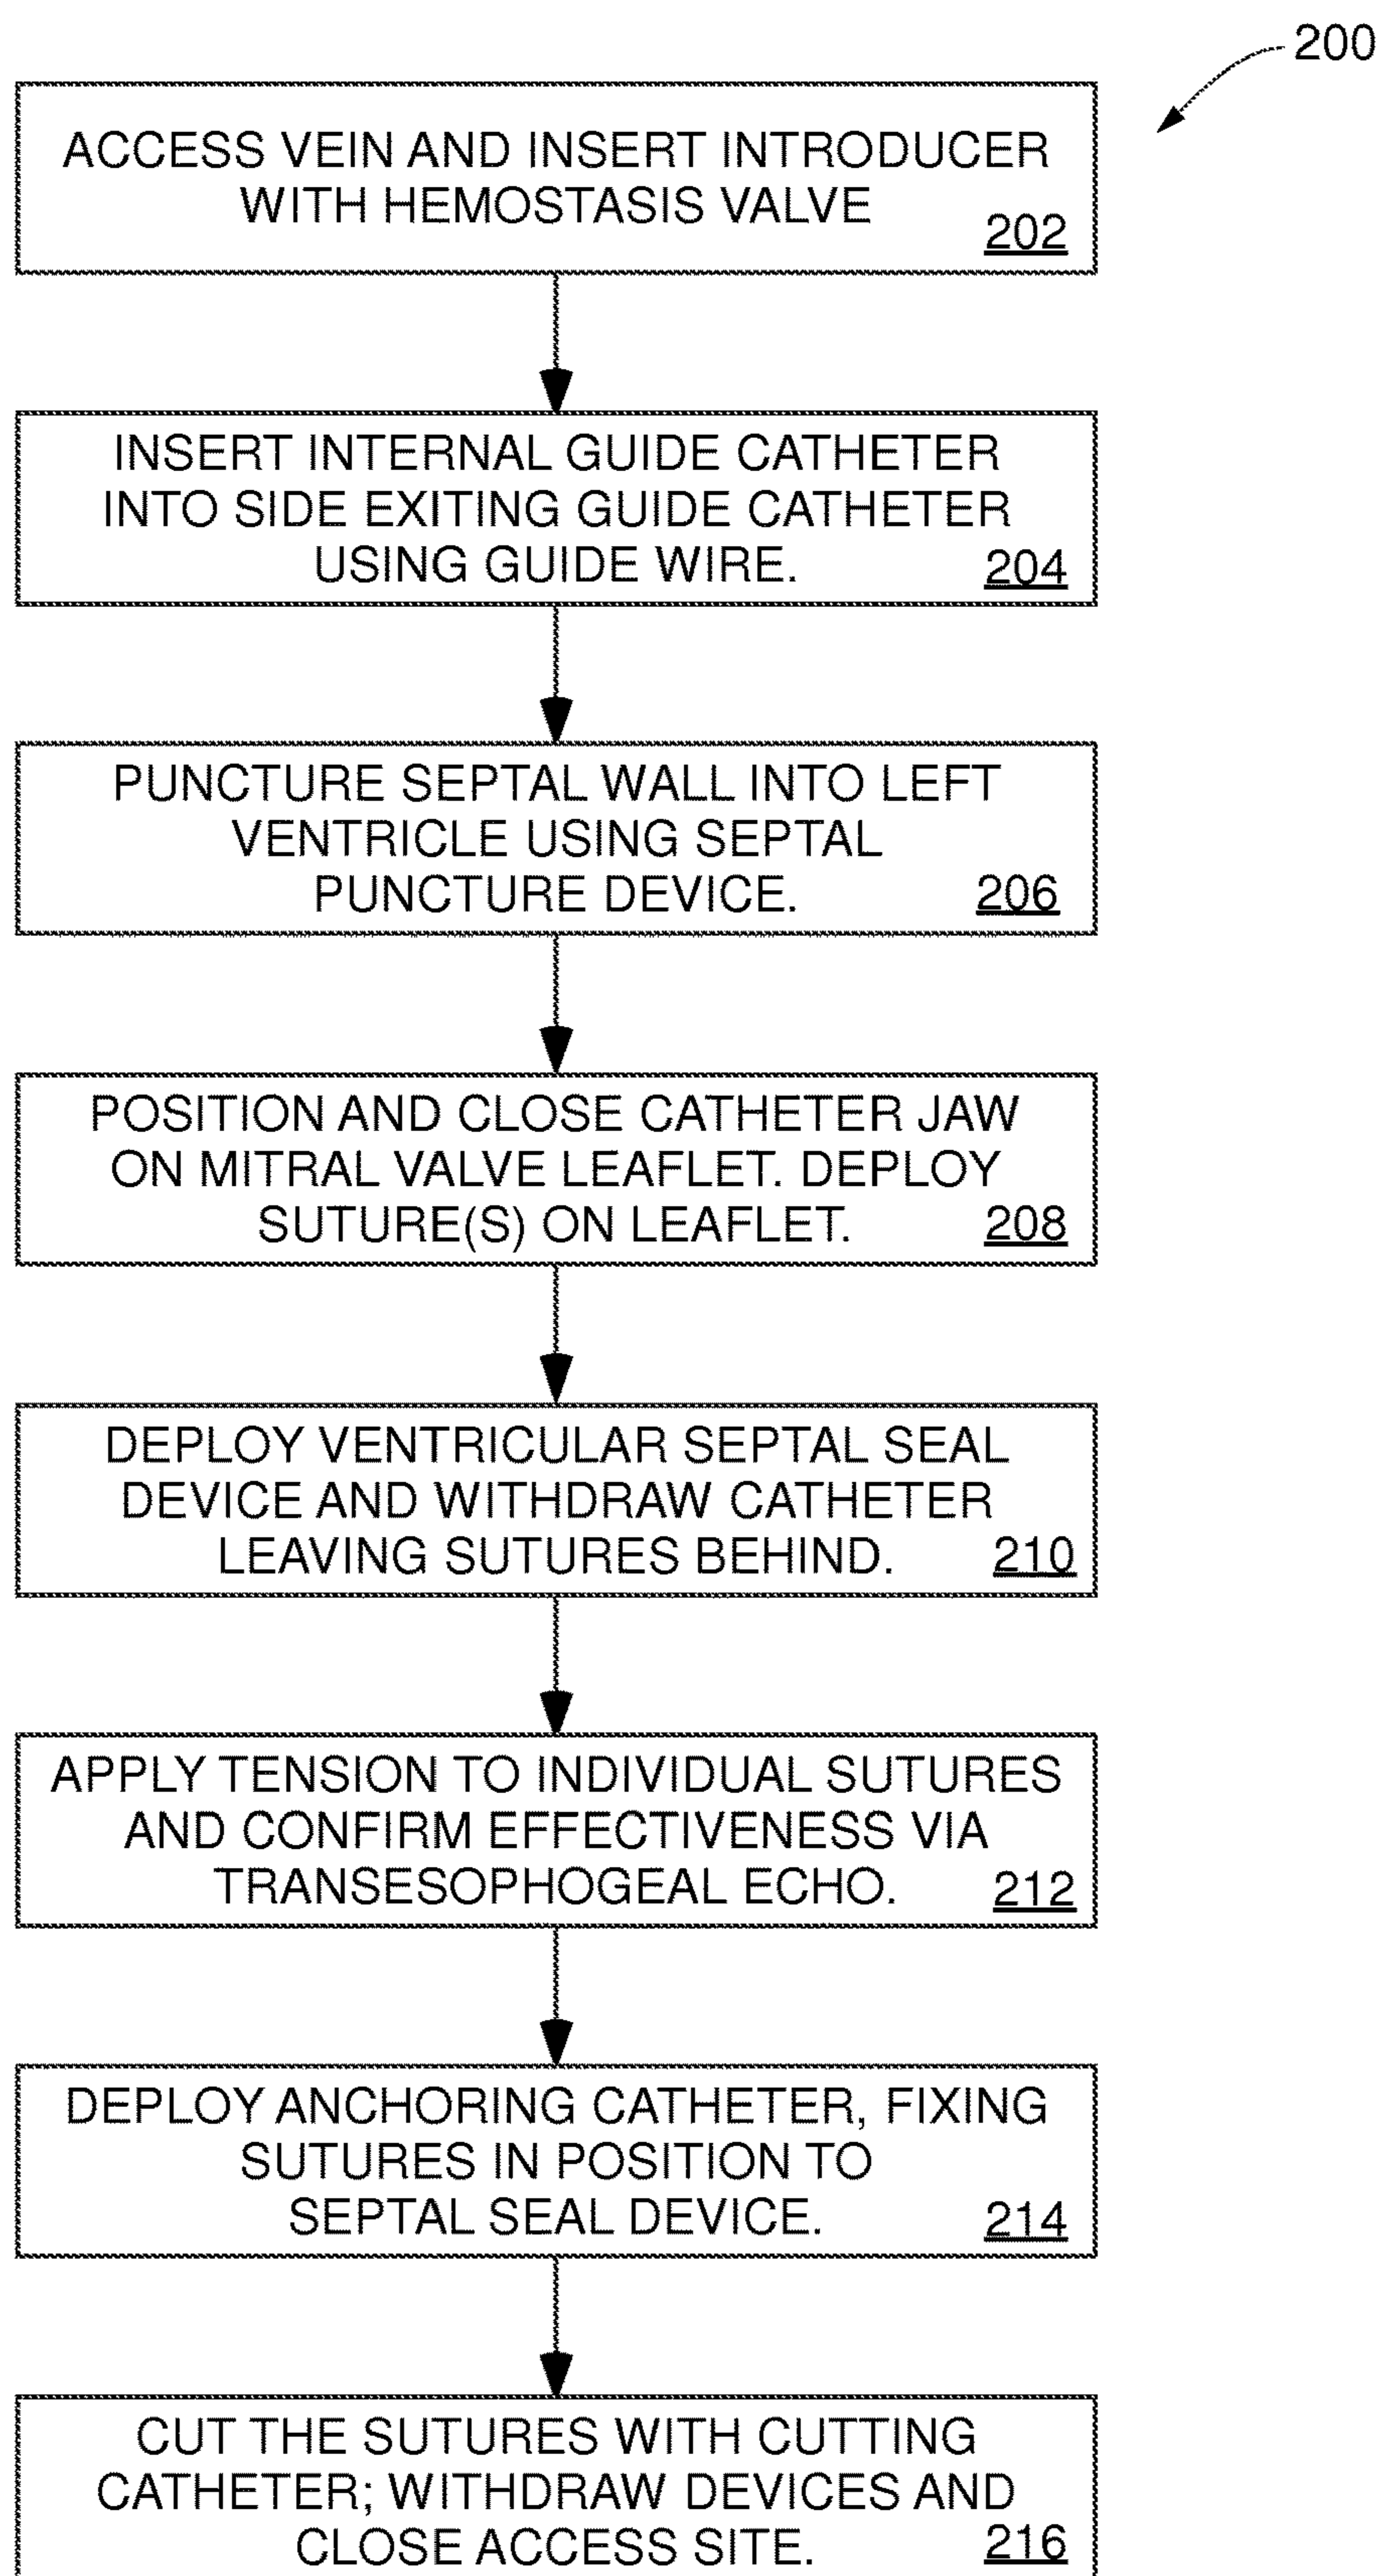 200
ACCESS VEIN AND INSERT INTRODUCER
WITH HEMOSTASIS VALVE
202
INSERT INTERNAL GUIDE CATHETER
INTO SIDE EXITING GUIDE CATHETER
USING GUIDE WIRE.
204
PUNCTURE SEPTAL WALL INTO LEFT
VENTRICLE USING SEPTAL
PUNCTURE DEVICE.
206
POSITION AND CLOSE CATHETER JAW
ON MITRAL VALVE LEAFLET. DEPLOY
SUTURE(S) ON LEAFLET.
208
DEPLOY VENTRICULAR SEPTAL SEAL
DEVICE AND WITHDRAW CATHETER
LEAVING SUTURES BEHIND.
210
APPLY TENSION TO INDIVIDUAL SUTURES
AND CONFIRM EFFECTIVENESS VIA
TRANSESOPHOGEAL ECHO.
212
DEPLOY ANCHORING CATHETER, FIXING
SUTURES IN POSITION TO
SEPTAL SEAL DEVICE.
214
CUT THE SUTURES WITH CUTTING
CATHETER; WITHDRAW DEVICES AND
CLOSE ACCESS SITE.
216